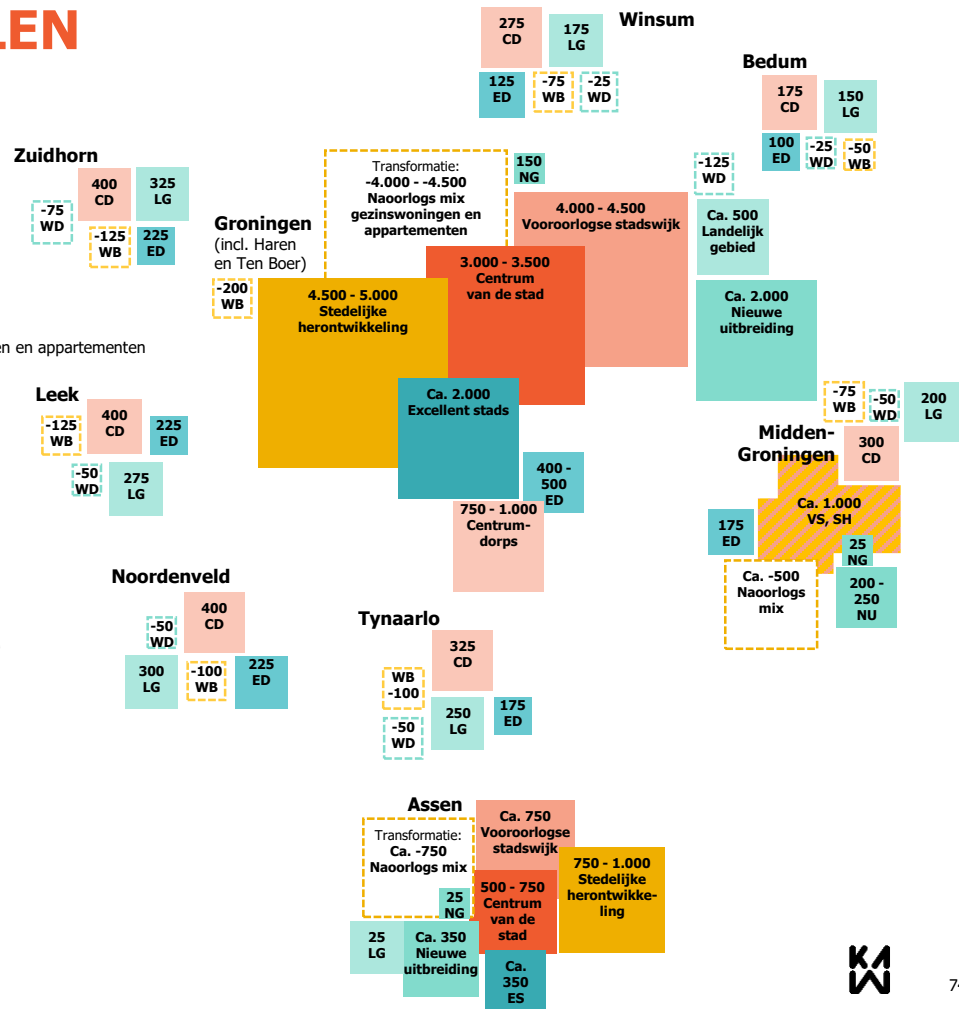 LEN
Winsum
275
CD
175
LG
125
ED
-75
WB
-25
WD
Bedum
175
CD
150
LG
100
ED
-25
WD
-50
WB
Zuidhorn
400
CD
325
LG
-75
WD
-125
WB
225
ED
Groningen
(incl. Haren
en Ten Boer)
-200
WB
Transformatie:
-4.000 - -4.500
Naoorlogs mix
gezinswoningen en
appartementen
150
NG
4.000 - 4.500
Vooroorlogse stadswijk
3.000 - 3.500
Centrum
van de stad
4.500 - 5.000
Stedelijke
herontwikkeling
-125
WD
Ca. 500
Landelijk
gebied
Ca. 2.000
Nieuwe
uitbreiding
Ca. 2.000
Excellent stads
400 -
500
ED
750 - 1.000
Centrum-
dorps
en en appartementen
Leek
-125
WB
400
CD
225
ED
-50
WD
275
LG
-75
WB
-50
WD
200
LG
Midden-
Groningen
300
CD
Ca. 1.000
VS, SH
175
ED
25
NG
Ca. -500
Naoorlogs
mix
200 -
250
NU
Noordenveld
-50
WD
400
CD
300
LG
-100
WB
225
ED
Tynaarlo
325
CD
WB
-100
-50
WD
250
LG
175
ED
Assen
Transformatie:
Ca. -750
Naoorlogs mix
Ca. 750
Vooroorlogse
stadswijk
750 - 1.000
Stedelijke
herontwikke-
ling
25
NG
500 - 750
Centrum
van de
stad
25
LG
Ca. 350
Nieuwe
uitbreiding
Ca.
350
ES
KAW
74